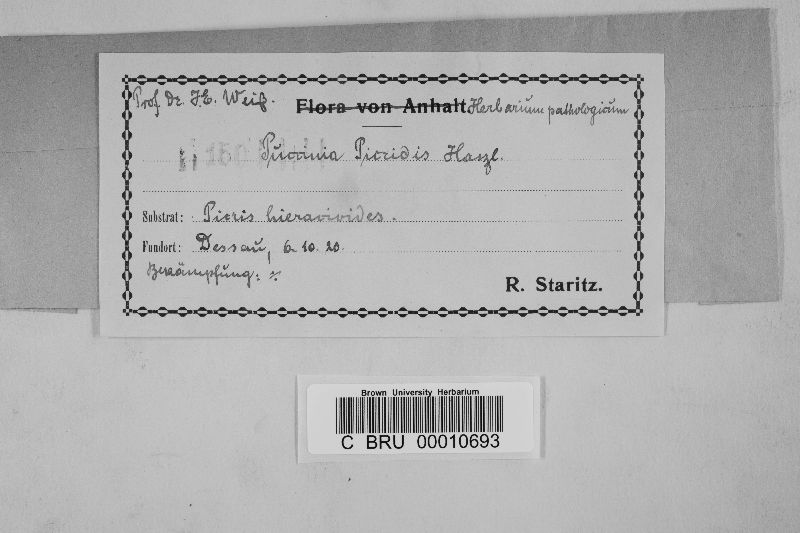 Prof Dr. J.E. Weiß.
Flora von Anhalt. Herbarium pathologicum
Puccinia Picridis Haszl.
Substrat: Picris hieracioides.
Fundort: Dessau, 6. 10. 20.
Bekämpfung:
R. Staritz.
Brown University Herbarium
C BRU 00010693